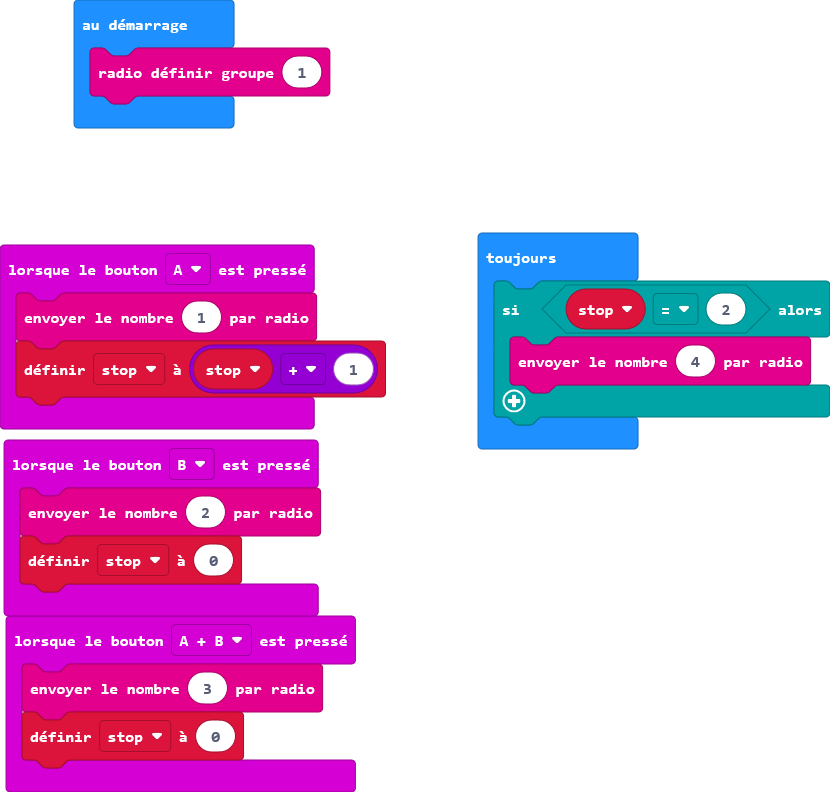 au démarrage
radio définir groupe 1
lorsque le bouton A est pressé
envoyer le nombre 1 par radio
définir stop à stop + 1
lorsque le bouton B est pressé
envoyer le nombre 2 par radio
définir stop à 0
lorsque le bouton A + B est pressé
envoyer le nombre 3 par radio
définir stop à 0
toujours
si stop = 2 alors
envoyer le nombre 4 par radio